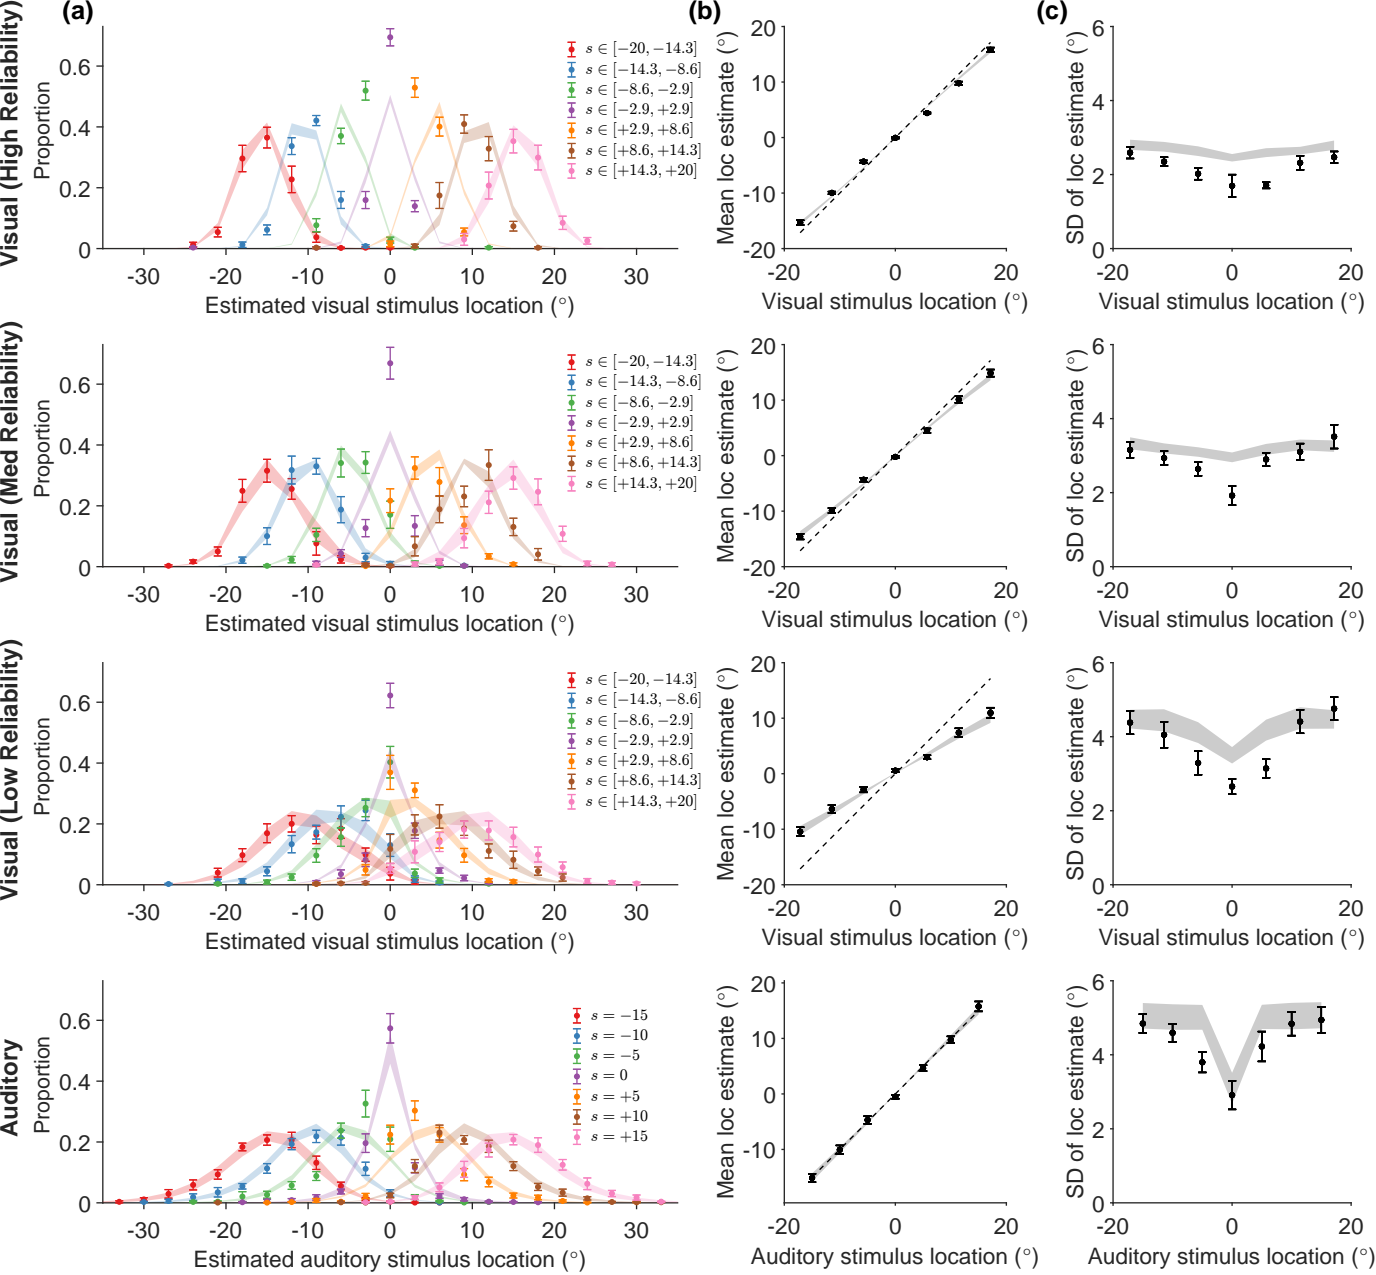 (a)
(b)
(c)
Visual (High Reliability)
Proportion
0.6
0.4
0.2
0
-30
-20
-10
0
10
20
30
Estimated visual stimulus location (°)
s ∈ [−20, −14.3]
s ∈ [−14.3, −8.6]
s ∈ [−8.6, −2.9]
s ∈ [−2.9, +2.9]
s ∈ [+2.9, +8.6]
s ∈ [+8.6, +14.3]
s ∈ [+14.3, +20]
Mean loc estimate (°)
20
10
0
-10
-20
-20
0
20
Visual stimulus location (°)
SD of loc estimate (°)
6
4
2
0
-20
0
20
Visual stimulus location (°)
Visual (Med Reliability)
Proportion
0.6
0.4
0.2
0
-30
-20
-10
0
10
20
30
Estimated visual stimulus location (°)
s ∈ [−20, −14.3]
s ∈ [−14.3, −8.6]
s ∈ [−8.6, −2.9]
s ∈ [−2.9, +2.9]
s ∈ [+2.9, +8.6]
s ∈ [+8.6, +14.3]
s ∈ [+14.3, +20]
Mean loc estimate (°)
20
10
0
-10
-20
-20
0
20
Visual stimulus location (°)
SD of loc estimate (°)
6
4
2
0
-20
0
20
Visual stimulus location (°)
Visual (Low Reliability)
Proportion
0.6
0.4
0.2
0
-30
-20
-10
0
10
20
30
Estimated visual stimulus location (°)
s ∈ [−20, −14.3]
s ∈ [−14.3, −8.6]
s ∈ [−8.6, −2.9]
s ∈ [−2.9, +2.9]
s ∈ [+2.9, +8.6]
s ∈ [+8.6, +14.3]
s ∈ [+14.3, +20]
Mean loc estimate (°)
20
10
0
-10
-20
-20
0
20
Visual stimulus location (°)
SD of loc estimate (°)
6
4
2
0
-20
0
20
Visual stimulus location (°)
Auditory
Proportion
0.6
0.4
0.2
0
-30
-20
-10
0
10
20
30
Estimated auditory stimulus location (°)
s = −15
s = −10
s = −5
s = 0
s = +5
s = +10
s = +15
Mean loc estimate (°)
20
10
0
-10
-20
0
20
Auditory stimulus location (°)
SD of loc estimate (°)
6
4
2
0
-20
0
20
Auditory stimulus location (°)